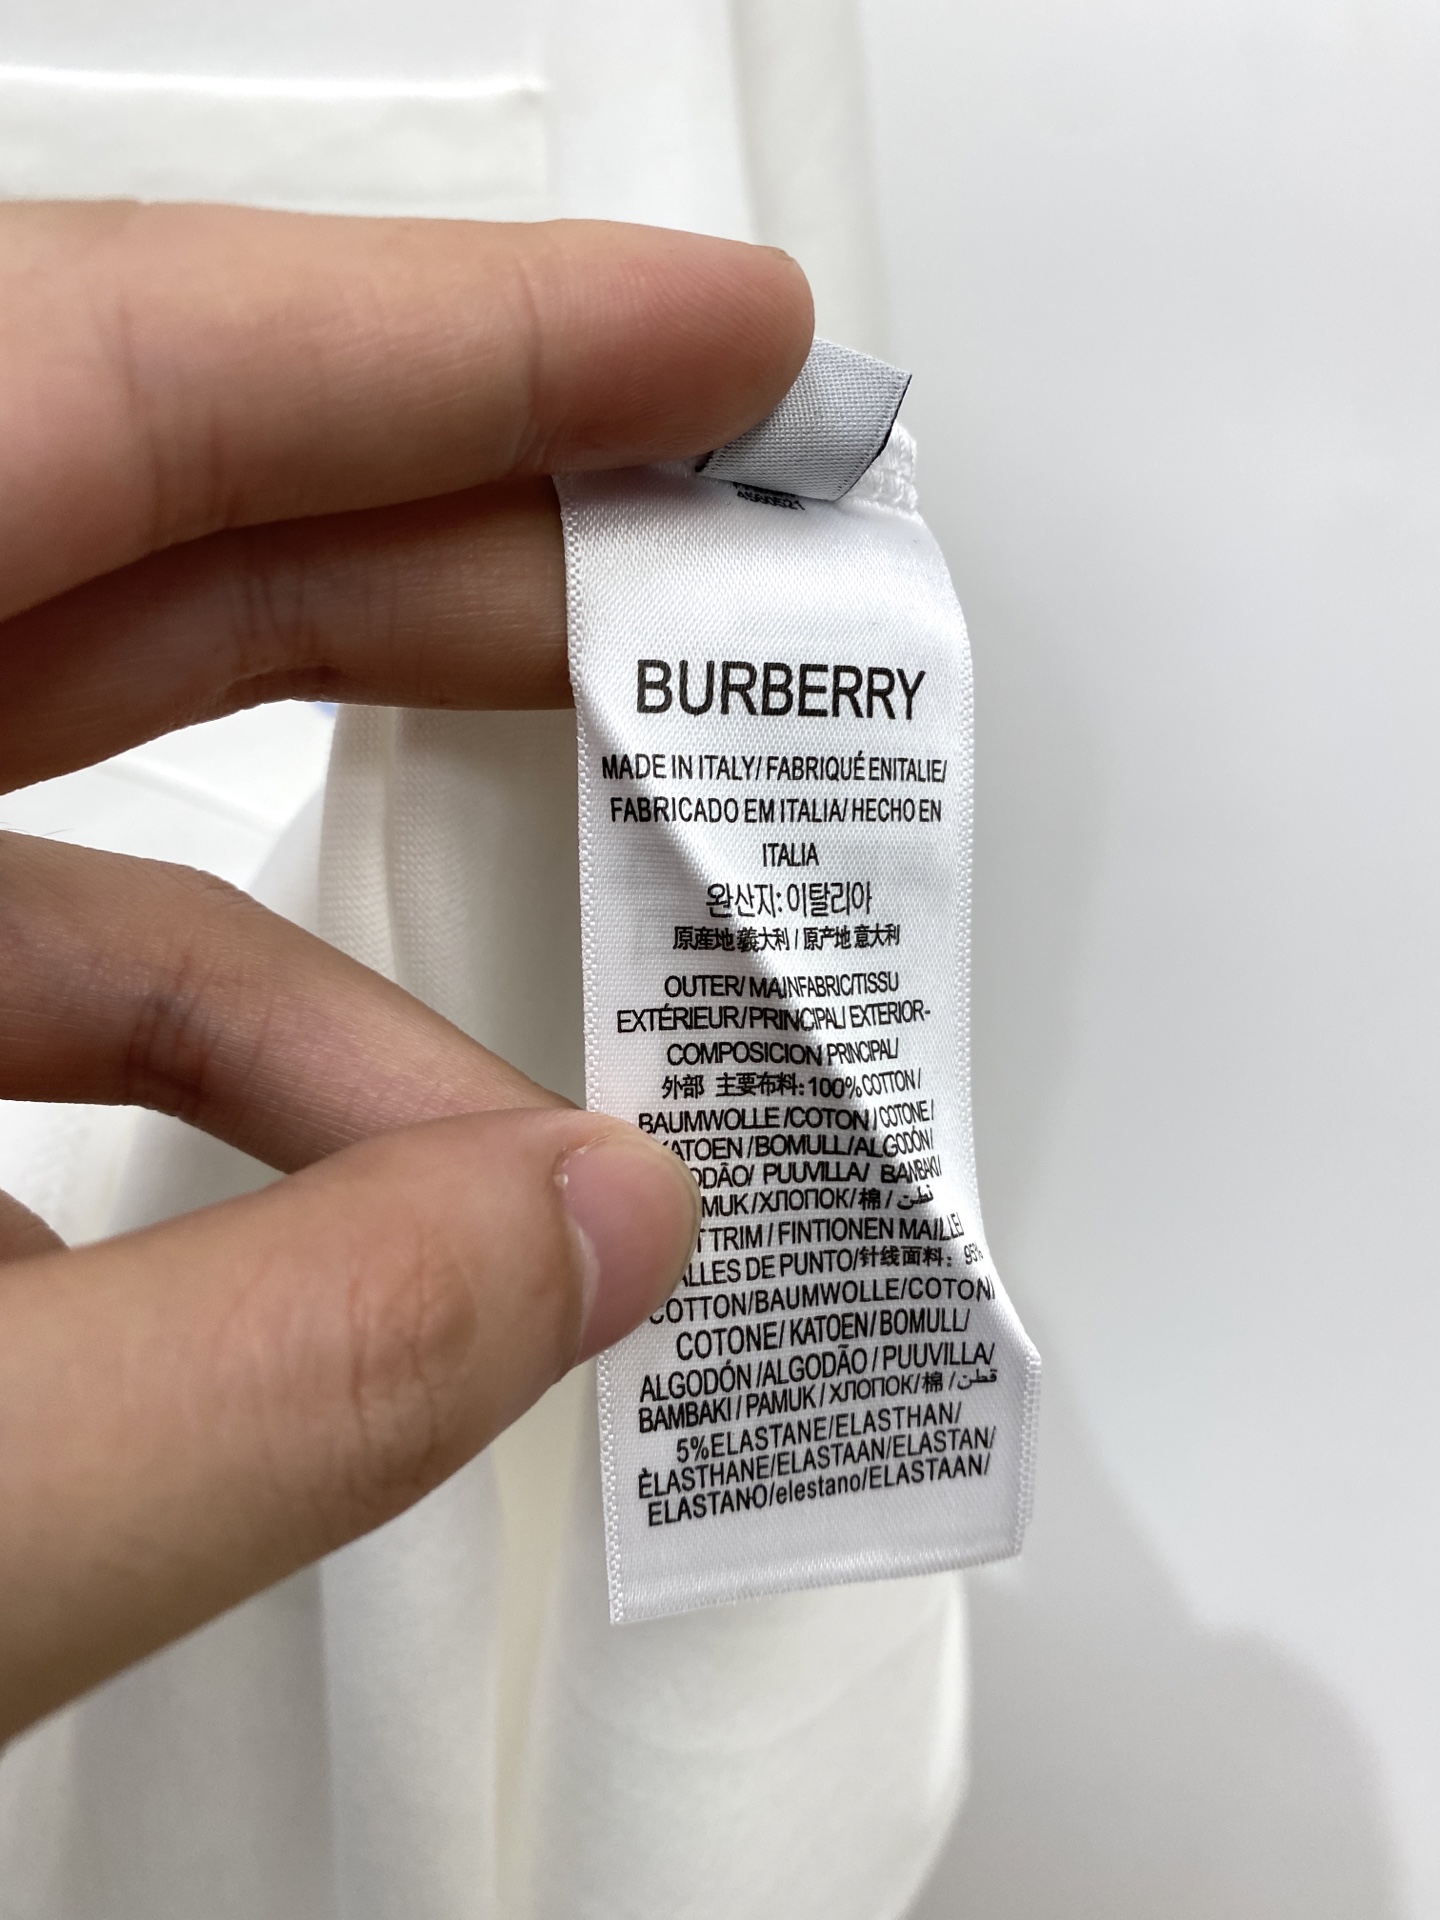 4560521
BURBERRY
MADE IN ITALY/ FABRIQUÉ ENITALIE/
FABRICADO EM ITALIA/ HECHO EN
ITALIA
완산지: 이탈리아
原産地 義大利 / 原产地 意大利
OUTER/ MAINFABRIC/TISSU
EXTÉRIEUR/PRINCIPAL/ EXTERIOR-
COMPOSICION PRINCIPAL/
外部 主要布料: 100% COTTON /
BAUMWOLLE /COTON / COTONE /
KATOEN /BOMULL/ALGODÓN/
ODÃO/ PUUVILLA/ BAMBAKI/
MUK /ХЛОПОК/ 棉 / قطن
T TRIM / FINTIONEN MAILLE/
ALLES DE PUNTO/针线面料: 95%
COTTON/BAUMWOLLE/COTON/
COTONE/ KATOEN/ BOMULL/
ALGODÓN /ALGODÃO / PUUVILLA/
BAMBAKI / PAMUK / ХЛОПОК/ 棉 / قطن
5%ELASTANE/ELASTHAN/
ÈLASTHANE/ELASTAAN/ELASTAN/
ELASTANO/elestano/ELASTAAN/